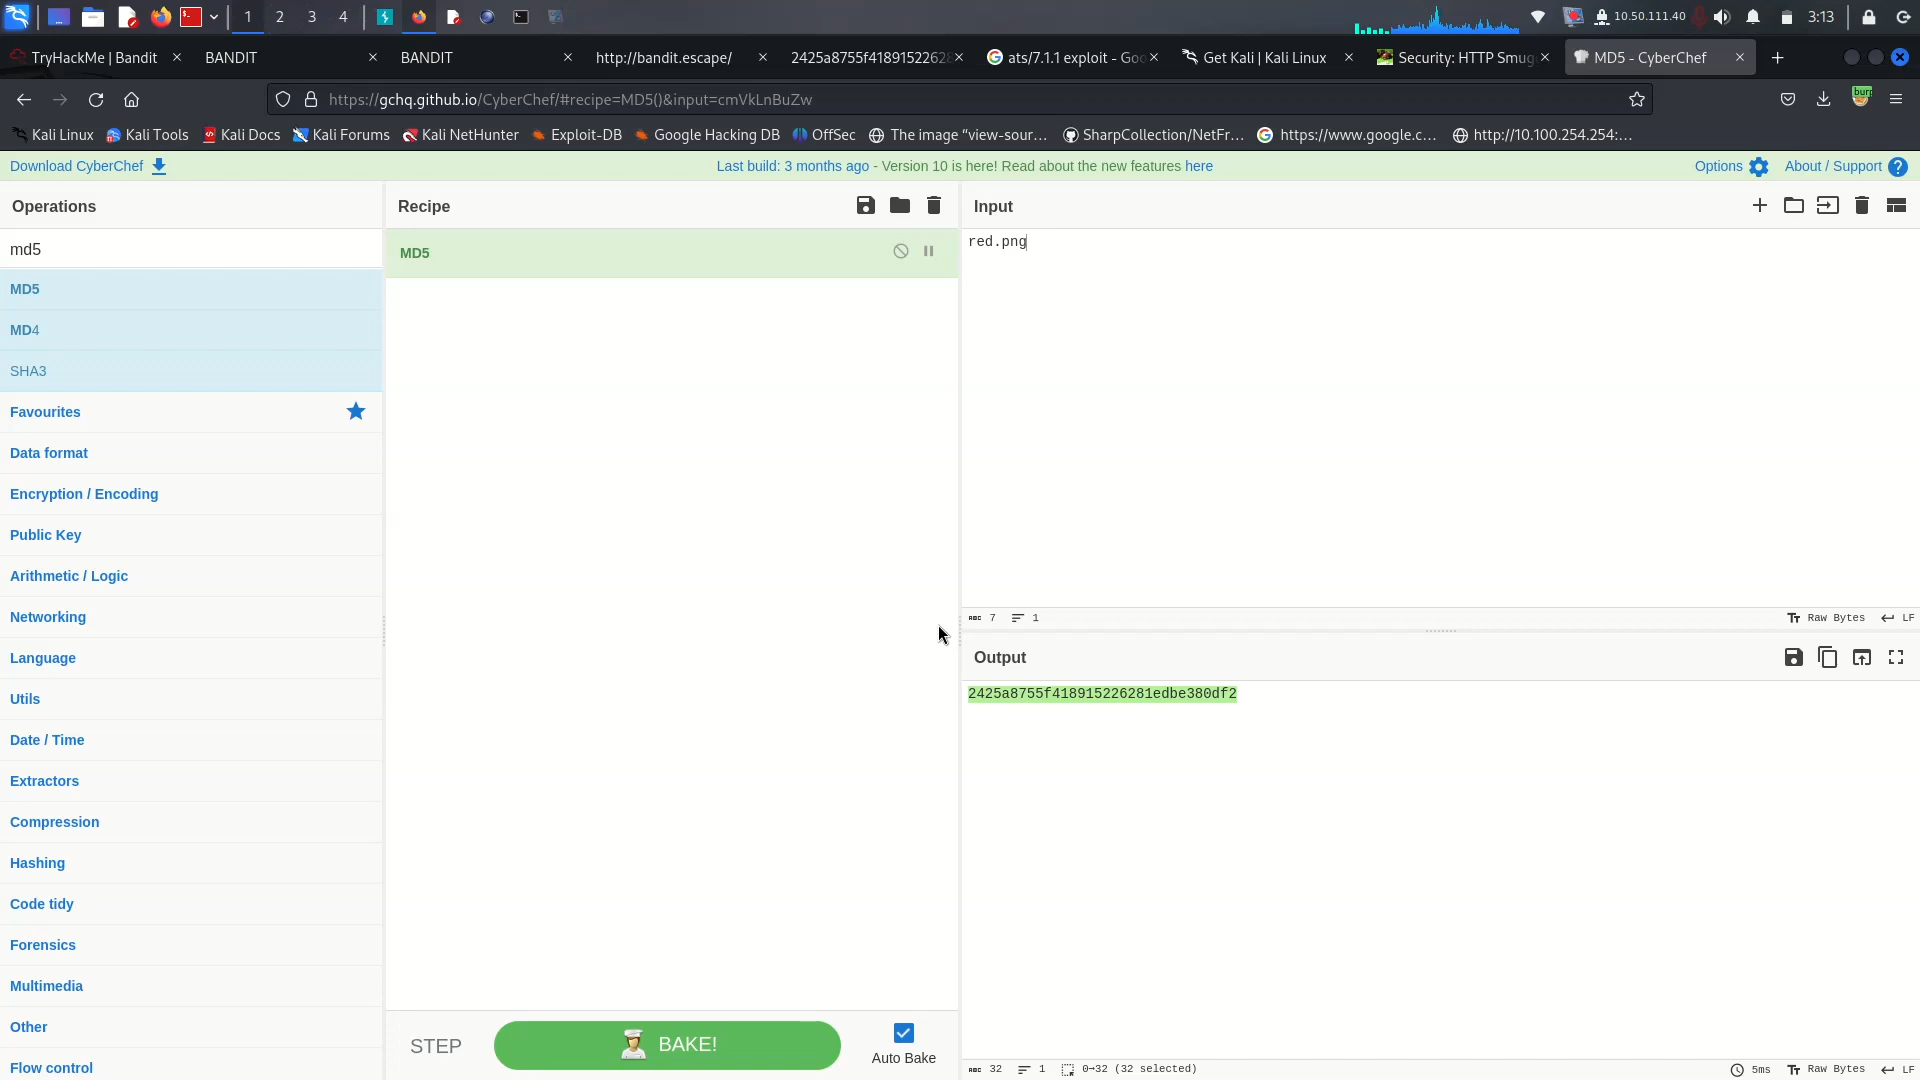 1 2 3 4 10.50.111.40 3:13
TryHackMe | Bandit BANDIT BANDIT http://bandit.escape/ 2425a8755f41891522628 ats/7.1.1 exploit - Goo Get Kali | Kali Linux Security: HTTP Smug MD5 - CyberChef
https://gchq.github.io/CyberChef/#recipe=MD5()&input=cmVkLnBuZw
Kali Linux Kali Tools Kali Docs Kali Forums Kali NetHunter Exploit-DB Google Hacking DB OffSec The image “view-sour… SharpCollection/NetFr… https://www.google.c… http://10.100.254.254:…
Download CyberChef Last build: 3 months ago - Version 10 is here! Read about the new features here Options About / Support
Operations
md5
MD5
MD4
SHA3
Favourites
Data format
Encryption / Encoding
Public Key
Arithmetic / Logic
Networking
Language
Utils
Date / Time
Extractors
Compression
Hashing
Code tidy
Forensics
Multimedia
Other
Flow control
Recipe
MD5
STEP BAKE! Auto Bake
Input
red.png
ABC 7 1 Raw Bytes LF
Output
2425a8755f418915226281edbe380df2
ABC 32 1 0→32 (32 selected) 5ms Raw Bytes LF